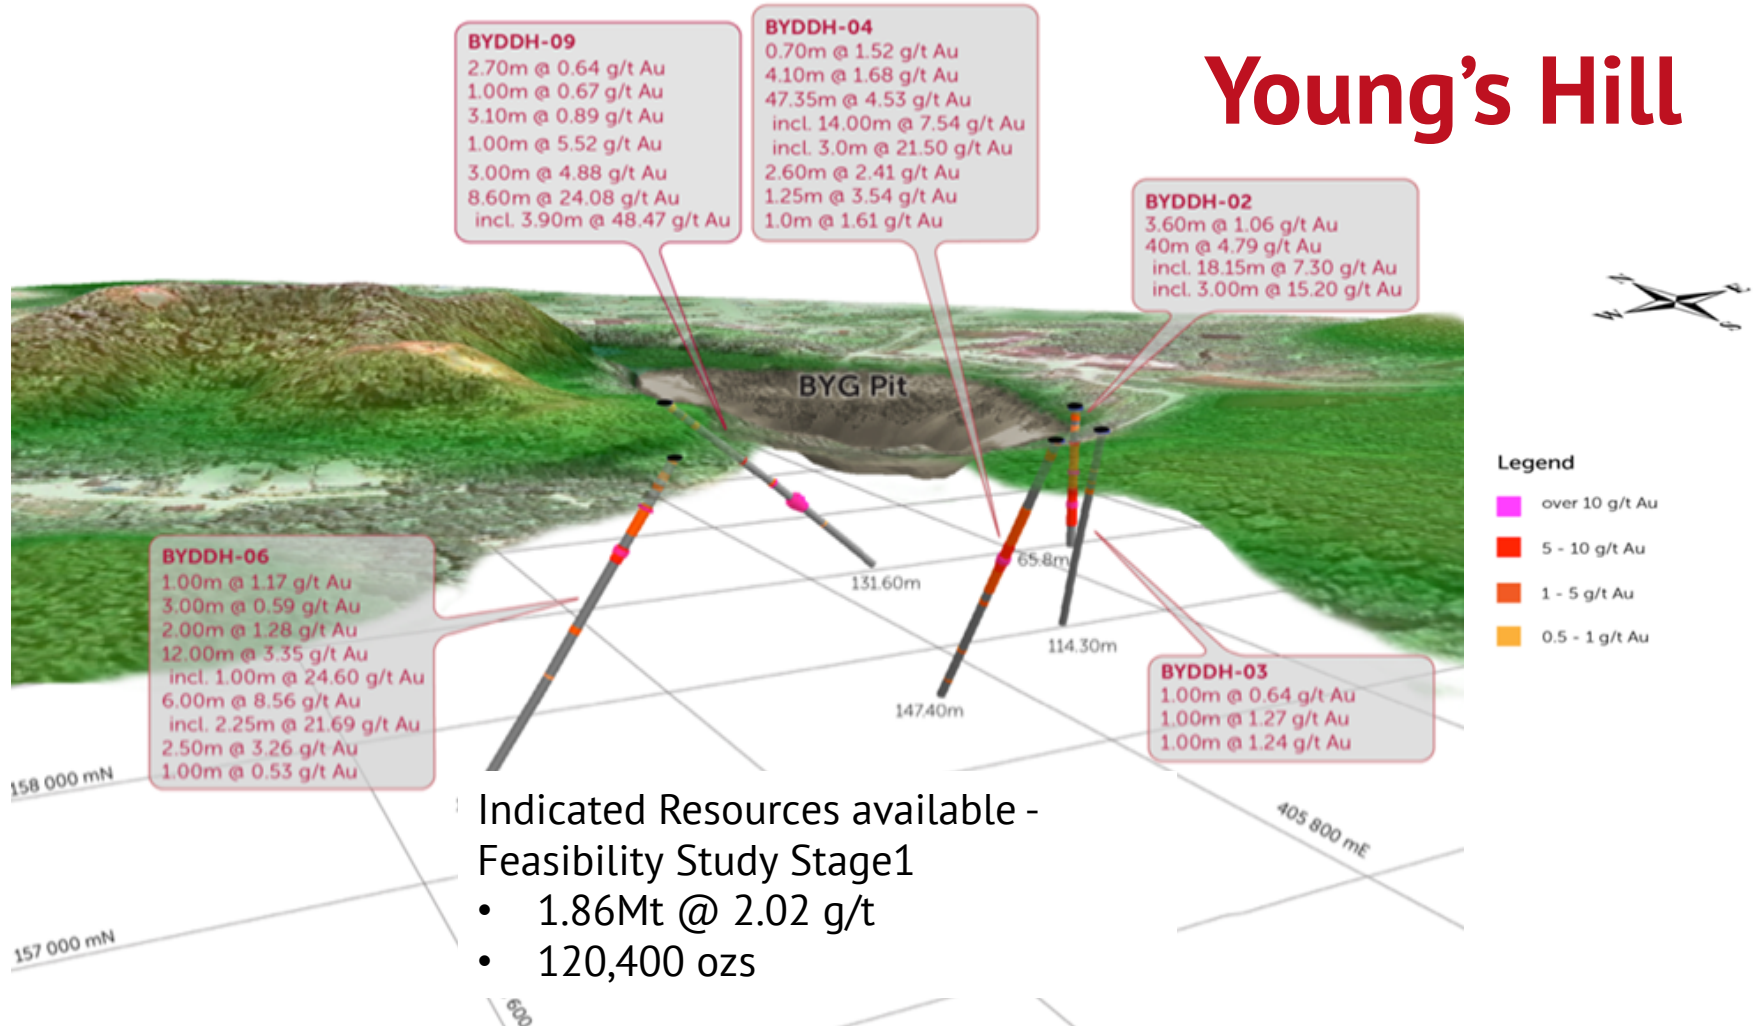 Young's Hill
BYDDH-09
2.70m @ 0.64 g/t Au
1.00m @ 0.67 g/t Au
3.10m @ 0.89 g/t Au
1.00m @ 5.52 g/t Au
3.00m @ 4.88 g/t Au
8.60m @ 24.08 g/t Au
incl. 3.90m @ 48.47 g/t Au
BYDDH-04
0.70m @ 1.52 g/t Au
4.10m @ 1.68 g/t Au
47.35m @ 4.53 g/t Au
incl. 14.00m @ 7.54 g/t Au
incl. 3.0m @ 21.50 g/t Au
2.60m @ 2.41 g/t Au
1.25m @ 3.54 g/t Au
1.0m @ 1.61 g/t Au
BYDDH-02
3.60m @ 1.06 g/t Au
40m @ 4.79 g/t Au
incl. 18.15m @ 7.30 g/t Au
incl. 3.00m @ 15.20 g/t Au
N
E
W
S
BYG Pit
Legend
over 10 g/t Au
5 - 10 g/t Au
1 - 5 g/t Au
0.5 - 1 g/t Au
131.60m
65.8m
114.30m
147.40m
BYDDH-06
1.00m @ 1.17 g/t Au
3.00m @ 0.59 g/t Au
2.00m @ 1.28 g/t Au
12.00m @ 3.35 g/t Au
incl. 1.00m @ 24.60 g/t Au
6.00m @ 8.56 g/t Au
incl. 2.25m @ 21.69 g/t Au
2.50m @ 3.26 g/t Au
1.00m @ 0.53 g/t Au
BYDDH-03
1.00m @ 0.64 g/t Au
1.00m @ 1.27 g/t Au
1.00m @ 1.24 g/t Au
158 000 mN
405 800 mE
157 000 mN
600
Indicated Resources available -
Feasibility Study Stage1
• 1.86Mt @ 2.02 g/t
• 120,400 ozs